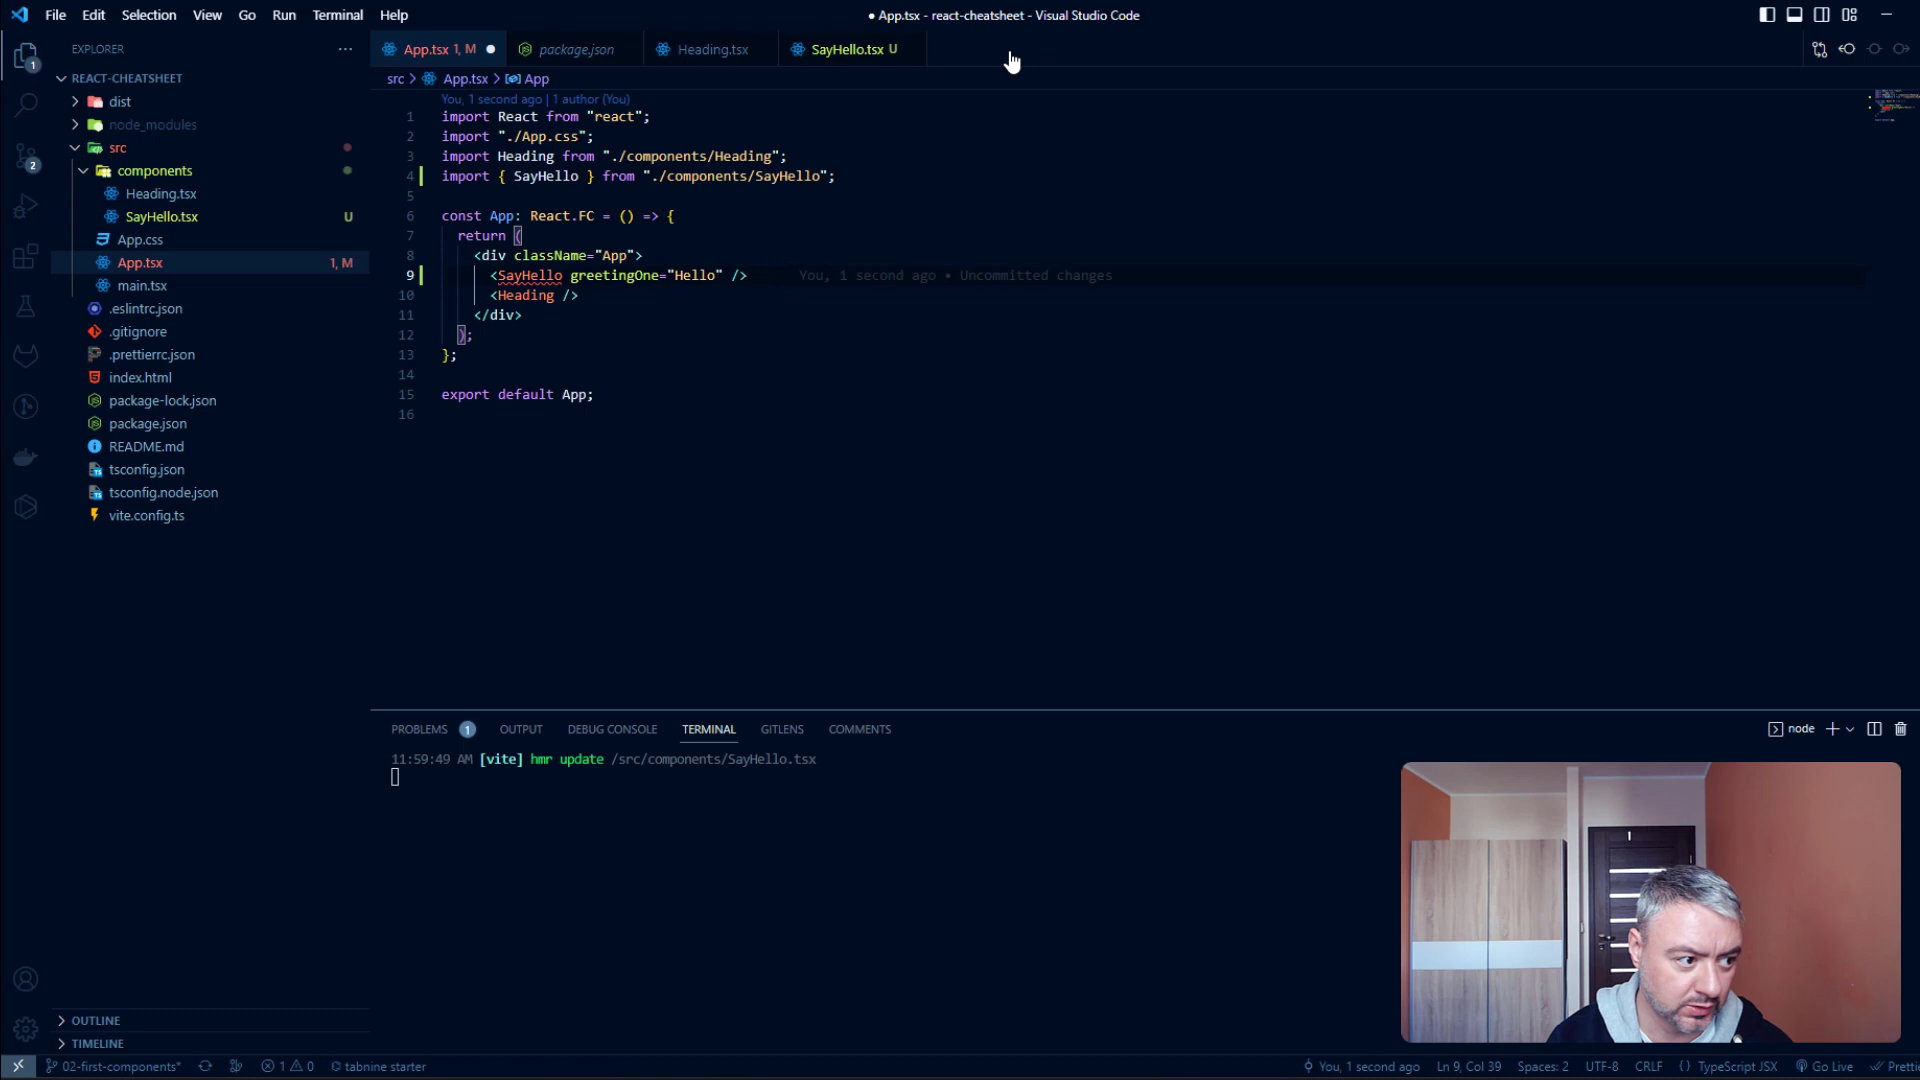 File Edit Selection View Go Run Terminal Help
● App.tsx - react-cheatsheet - Visual Studio Code
EXPLORER
1
REACT-CHEATSHEET
dist
node_modules
src
2
components
Heading.tsx
SayHello.tsx U
App.css
App.tsx 1, M
main.tsx
.eslintrc.json
.gitignore
.prettierrc.json
index.html
package-lock.json
package.json
README.md
tsconfig.json
tsconfig.node.json
vite.config.ts
OUTLINE
TIMELINE
App.tsx 1, M package.json Heading.tsx SayHello.tsx U
src > App.tsx > App
You, 1 second ago | 1 author (You)
1 import React from "react";
2 import "./App.css";
3 import Heading from "./components/Heading";
4 import { SayHello } from "./components/SayHello";
5
6 const App: React.FC = () => {
7 return (
8 <div className="App">
9 <SayHello greetingOne="Hello" /> You, 1 second ago • Uncommitted changes
10 <Heading />
11 </div>
12 );
13 };
14
15 export default App;
16
PROBLEMS 1 OUTPUT DEBUG CONSOLE TERMINAL GITLENS COMMENTS
node
11:59:49 AM [vite] hmr update /src/components/SayHello.tsx
02-first-components* 1 0 tabnine starter
You, 1 second ago Ln 9, Col 39 Spaces: 2 UTF-8 CRLF {} TypeScript JSX Go Live Pretti